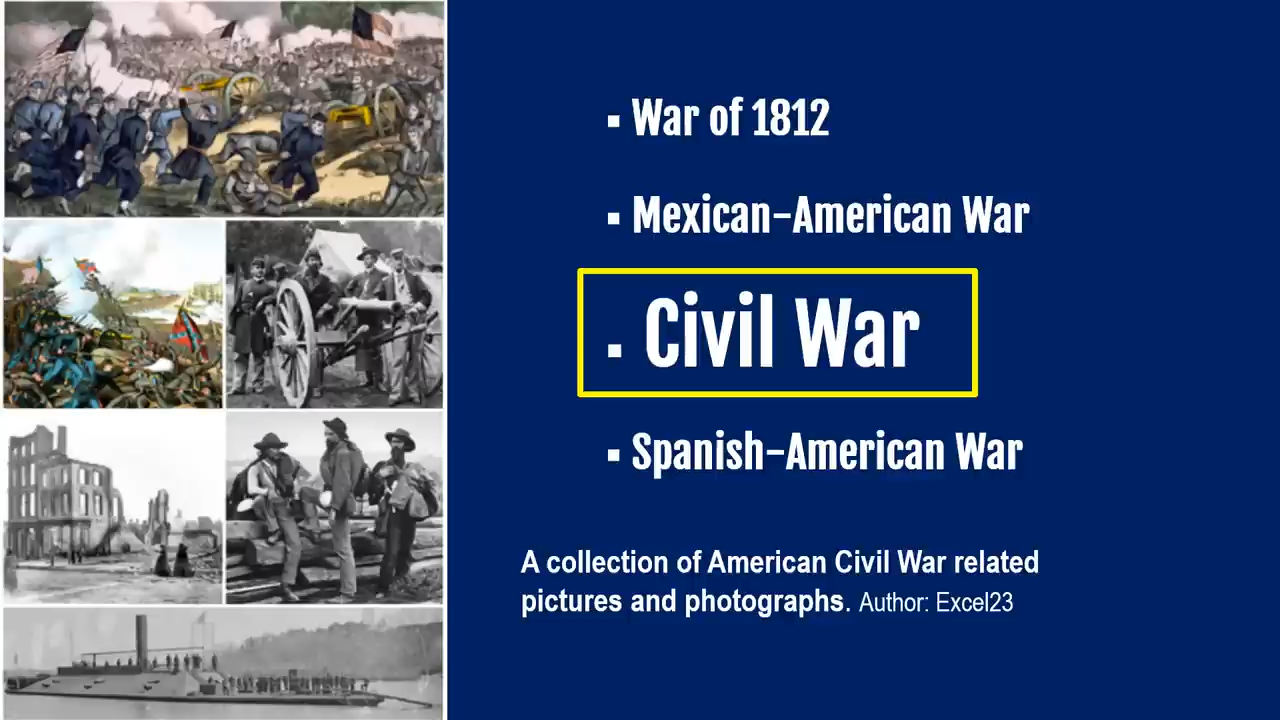 ▪ War of 1812
▪ Mexican-American War
▪ Civil War
▪ Spanish-American War
A collection of American Civil War related
pictures and photographs. Author: Excel23